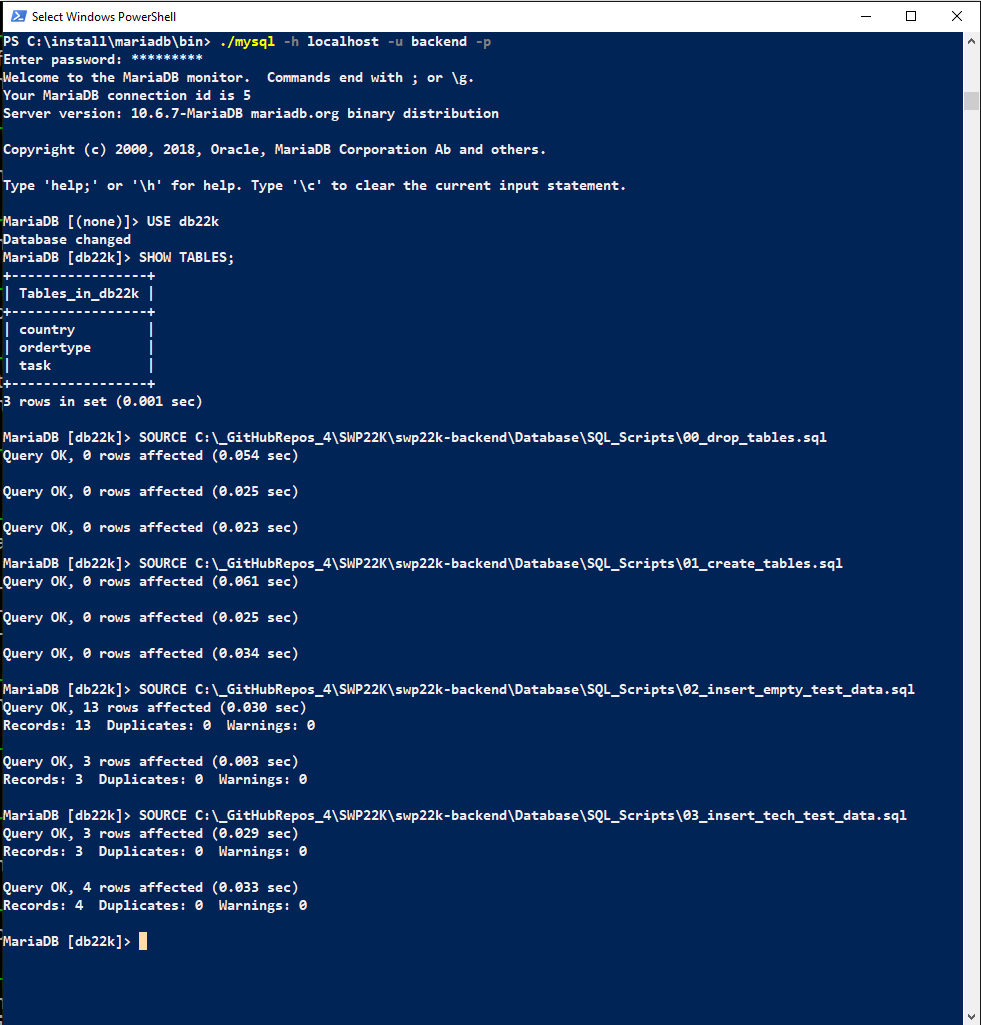 Select Windows PowerShell
PS C:\install\mariadb\bin> ./mysql -h localhost -u backend -p
Enter password: *********
Welcome to the MariaDB monitor.  Commands end with ; or \g.
Your MariaDB connection id is 5
Server version: 10.6.7-MariaDB mariadb.org binary distribution

Copyright (c) 2000, 2018, Oracle, MariaDB Corporation Ab and others.

Type 'help;' or '\h' for help. Type '\c' to clear the current input statement.

MariaDB [(none)]> USE db22k
Database changed
MariaDB [db22k]> SHOW TABLES;
+-----------------+
| Tables_in_db22k |
+-----------------+
| country         |
| ordertype       |
| task            |
+-----------------+
3 rows in set (0.001 sec)

MariaDB [db22k]> SOURCE C:\_GitHubRepos_4\SWP22K\swp22k-backend\Database\SQL_Scripts\00_drop_tables.sql
Query OK, 0 rows affected (0.054 sec)

Query OK, 0 rows affected (0.025 sec)

Query OK, 0 rows affected (0.023 sec)

MariaDB [db22k]> SOURCE C:\_GitHubRepos_4\SWP22K\swp22k-backend\Database\SQL_Scripts\01_create_tables.sql
Query OK, 0 rows affected (0.061 sec)

Query OK, 0 rows affected (0.025 sec)

Query OK, 0 rows affected (0.034 sec)

MariaDB [db22k]> SOURCE C:\_GitHubRepos_4\SWP22K\swp22k-backend\Database\SQL_Scripts\02_insert_empty_test_data.sql
Query OK, 13 rows affected (0.030 sec)
Records: 13  Duplicates: 0  Warnings: 0

Query OK, 3 rows affected (0.003 sec)
Records: 3  Duplicates: 0  Warnings: 0

MariaDB [db22k]> SOURCE C:\_GitHubRepos_4\SWP22K\swp22k-backend\Database\SQL_Scripts\03_insert_tech_test_data.sql
Query OK, 3 rows affected (0.029 sec)
Records: 3  Duplicates: 0  Warnings: 0

Query OK, 4 rows affected (0.033 sec)
Records: 4  Duplicates: 0  Warnings: 0

MariaDB [db22k]>